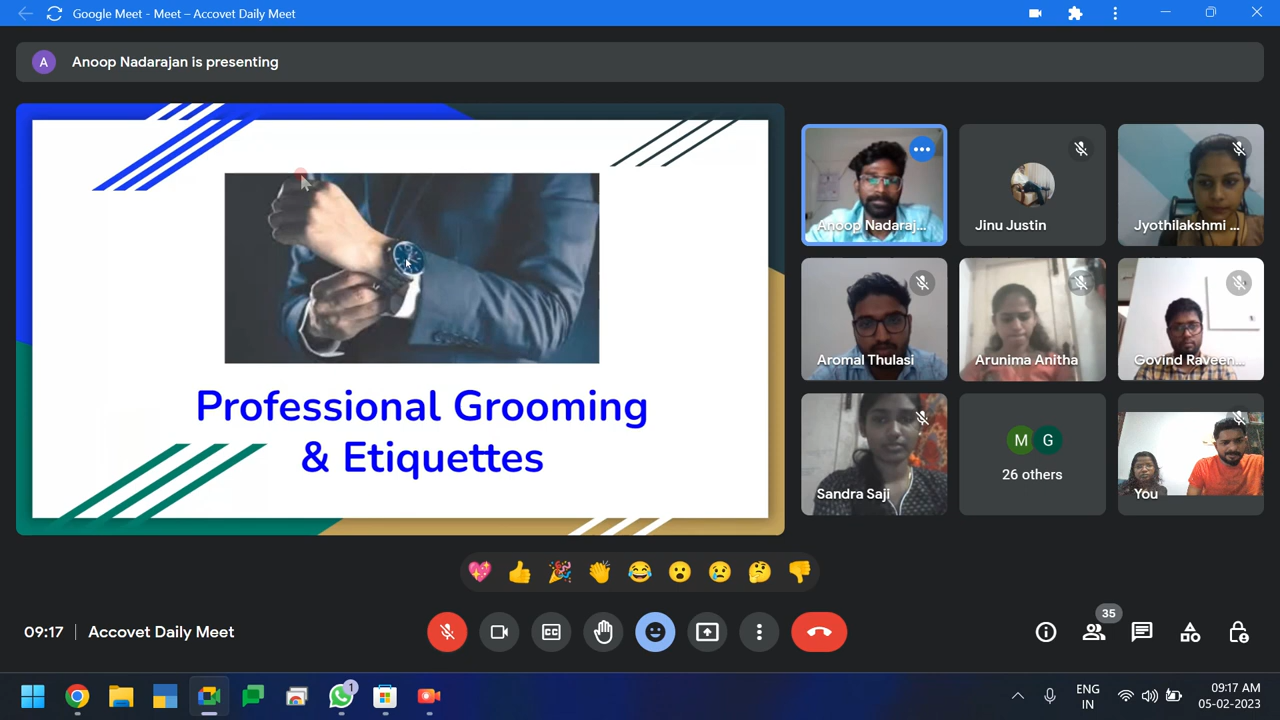 Google Meet - Meet – Accovet Daily Meet
A
Anoop Nadarajan is presenting
Professional Grooming
& Etiquettes
Anoop Nadaraj...
Jinu Justin
Jyothilakshmi ...
Aromal Thulasi
Arunima Anitha
Govind Raveen...
Sandra Saji
M G
26 others
You
09:17 | Accovet Daily Meet
CC
35
1
ENG
IN
09:17 AM
05-02-2023